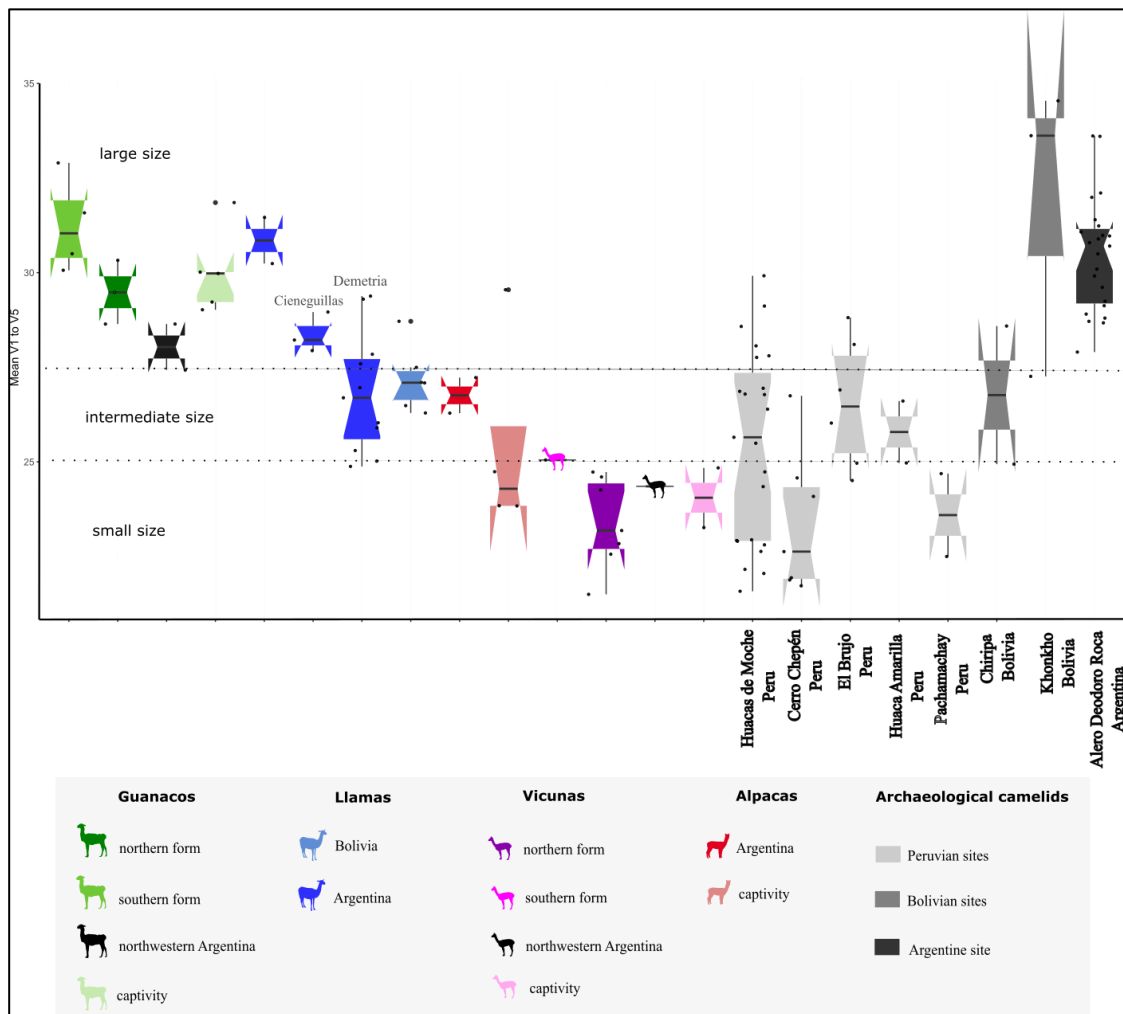 35
large size
30
Demetria
Cieneguillas
Mean V1 to V5
intermediate size
25
small size
Huacas de Moche
Peru
Cerro Chepén
Peru
El Brujo
Peru
Huaca Amarilla
Peru
Pachamachay
Peru
Chiripa
Bolivia
Khonkho
Bolivia
Alero Deodoro Roca
Argentina
Guanacos
northern form
southern form
northwestern Argentina
captivity
Llamas
Bolivia
Argentina
Vicunas
northern form
southern form
northwestern Argentina
captivity
Alpacas
Argentina
captivity
Archaeological camelids
Peruvian sites
Bolivian sites
Argentine site